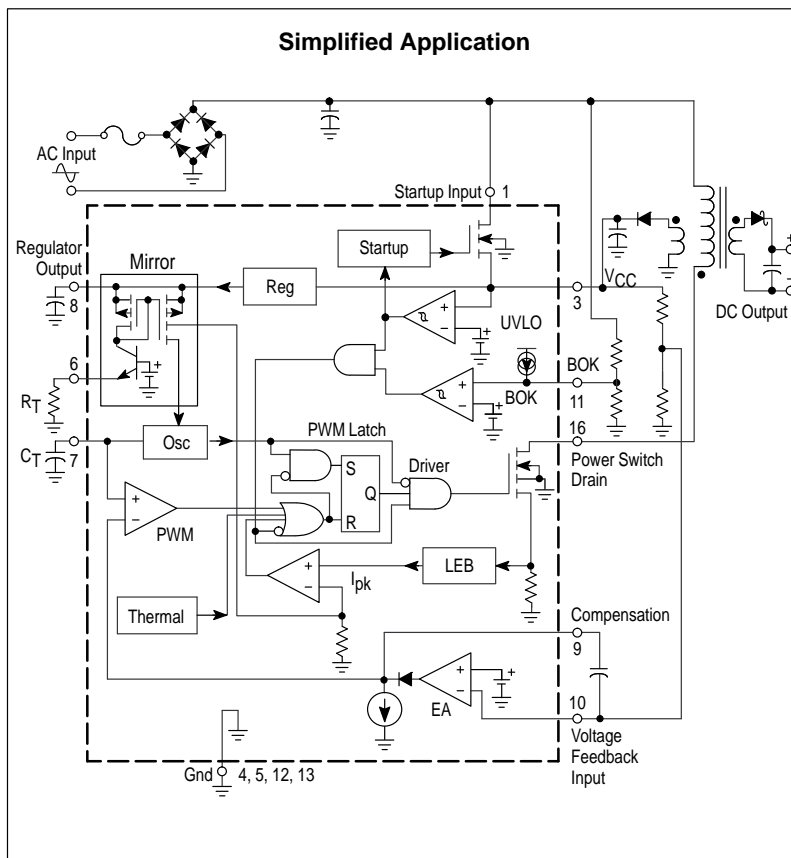 Simplified Application
AC Input
Startup Input
1
Regulator
Output
8
Mirror
Startup
Reg
VCC
3
DC Output
+
−
UVLO
6
RT
BOK
BOK
11
16
Osc
PWM Latch
Driver
Power Switch
Drain
CT
7
S
Q
R
+
−
PWM
Ipk
LEB
Thermal
Compensation
9
EA
10
Voltage
Feedback
Input
Gnd
4, 5, 12, 13